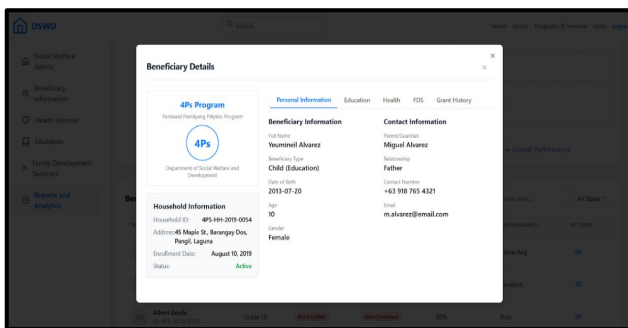 DSWD
Search...
Home About Programs & Services Links Login
Social Welfare
Admin
Beneficiary
Information
Health Services
Education
Family Development
Sessions
Reports and
Analytics
Beneficiary Details
4Ps Program
Pantawid Pamilyang Pilipino Program
4Ps
Department of Social Welfare and
Development
Household Information
Household ID: 4PS-HH-2019-0054
Address: 45 Maple St., Barangay Dos,
Pangil, Laguna
Enrollment Date: August 10, 2019
Status: Active
Personal Information Education Health FDS Grant History
Beneficiary Information
Full Name
Yeumineil Alvarez
Beneficiary Type
Child (Education)
Date of Birth
2013-07-20
Age
10
Gender
Female
Contact Information
Parent/Guardian
Miguel Alvarez
Relationship
Father
Contact Number
+63 918 765 4321
Email
m.alvarez@email.com
Overall Performance
All Status
ACTIONS
Albert Gordo
Grade 10 Not Enrolled Non-Compliant 60% Poor